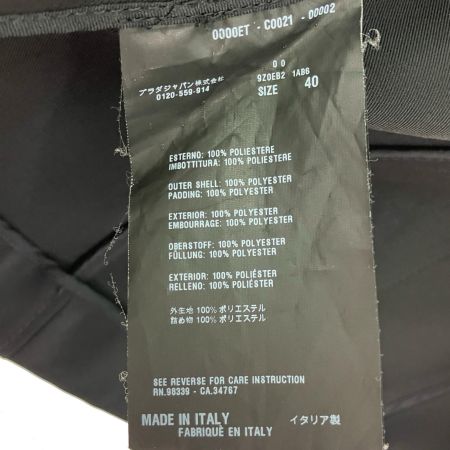 0000ET - C0021 - 00002
0 0
プラダジャパン株式会社 9Z0EB2 1AB6
0120-559-914 SIZE 40
ESTERNO: 100% POLIESTERE
IMBOTTITURA: 100% POLIESTERE
OUTER SHELL: 100% POLYESTER
PADDING: 100% POLYESTER
EXTERIOR: 100% POLYESTER
EMBOURRAGE: 100% POLYESTER
OBERSTOFF: 100% POLYESTER
FÜLLUNG: 100% POLYESTER
EXTERIOR: 100% POLIÉSTER
RELLENO: 100% POLIÉSTER
外生地 100%ポリエステル
詰め物 100%ポリエステル
SEE REVERSE FOR CARE INSTRUCTION
RN.98339 - CA.34767
MADE IN ITALY イタリア製
FABRIQUÉ EN ITALY